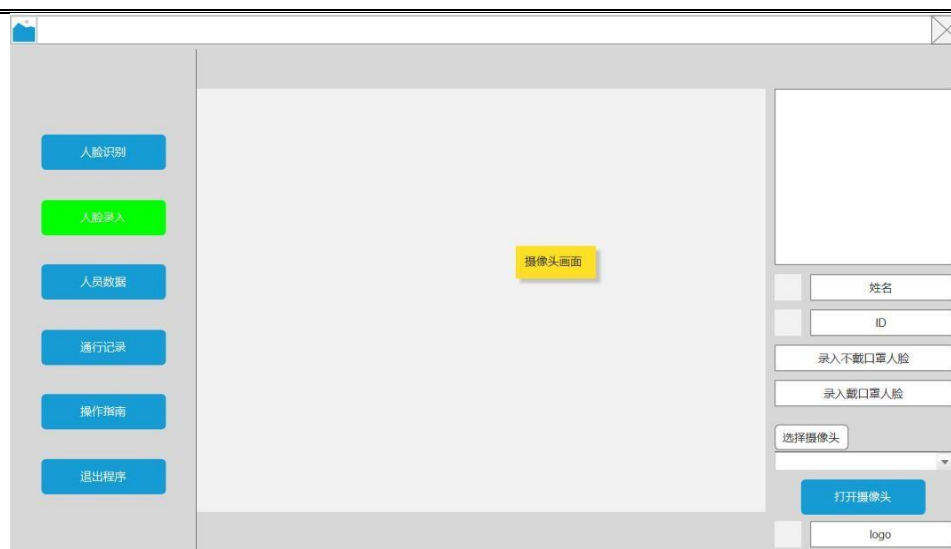 人脸识别
人脸录入
人员数据
通行记录
操作指南
退出程序
摄像头画面
姓名
ID
录入不戴口罩人脸
录入戴口罩人脸
选择摄像头
打开摄像头
logo